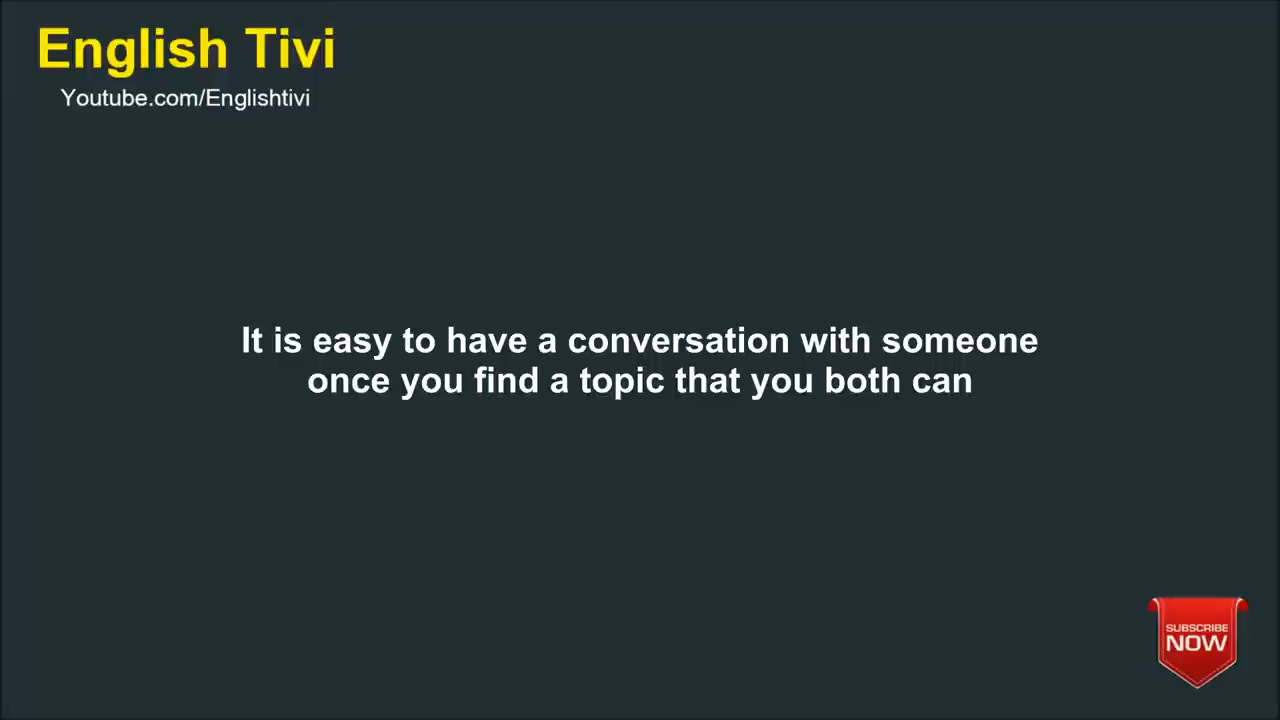 English Tivi
Youtube.com/Englishtivi
It is easy to have a conversation with someone
once you find a topic that you both can
SUBSCRIBE
NOW